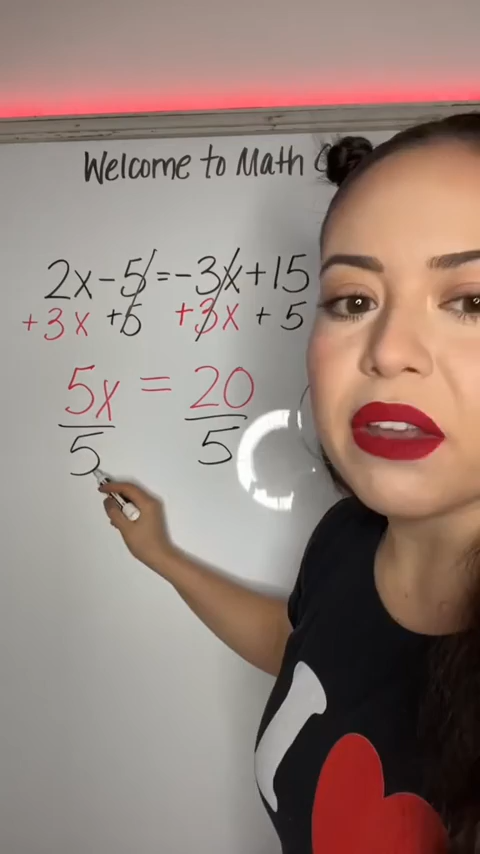 Welcome to Math
2x-5=-3x+15
+3x +5 +3x +5
5x = 20
5 5